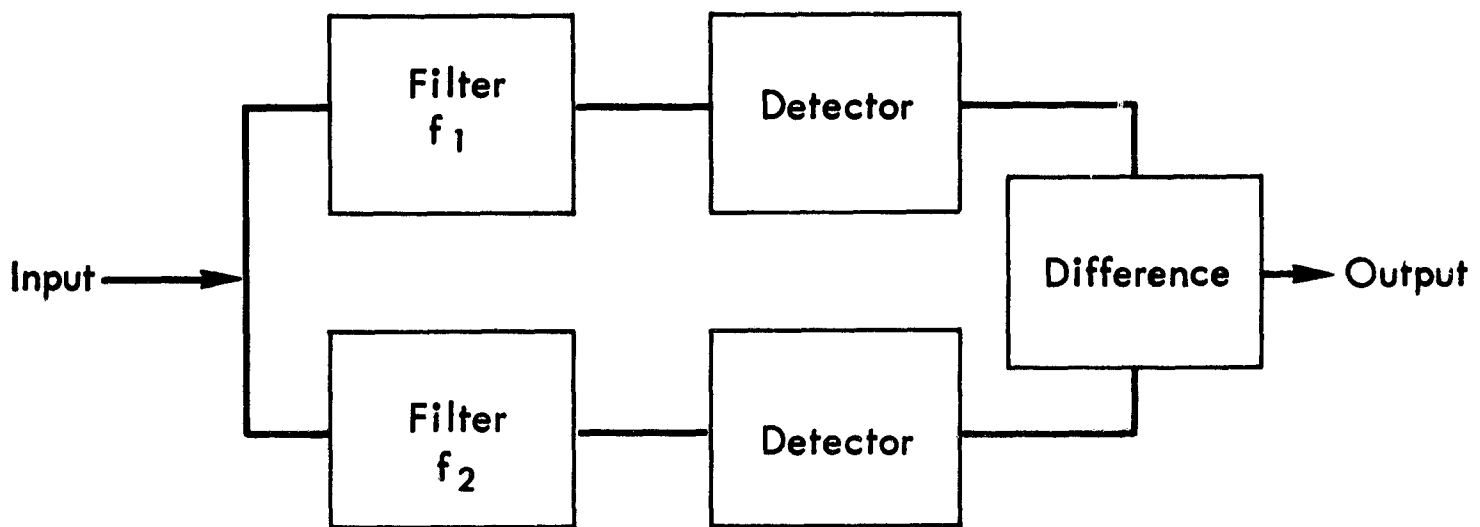 Filter
f₁
Detector
Input
Difference
Output
Filter
f₂
Detector